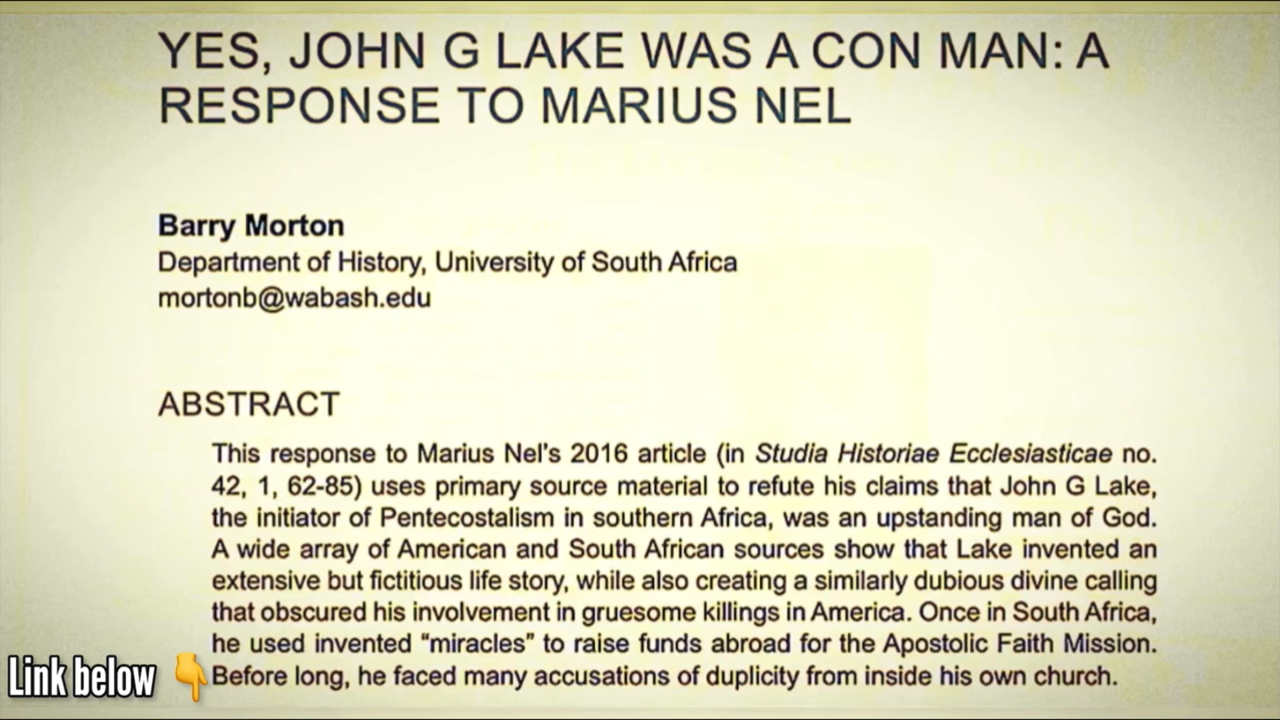 YES, JOHN G LAKE WAS A CON MAN: A
RESPONSE TO MARIUS NEL
Barry Morton
Department of History, University of South Africa
mortonb@wabash.edu
ABSTRACT
This response to Marius Nel's 2016 article (in Studia Historiae Ecclesiasticae no.
42, 1, 62-85) uses primary source material to refute his claims that John G Lake,
the initiator of Pentecostalism in southern Africa, was an upstanding man of God.
A wide array of American and South African sources show that Lake invented an
extensive but fictitious life story, while also creating a similarly dubious divine calling
that obscured his involvement in gruesome killings in America. Once in South Africa,
he used invented “miracles” to raise funds abroad for the Apostolic Faith Mission.
Before long, he faced many accusations of duplicity from inside his own church.
Link below 👇